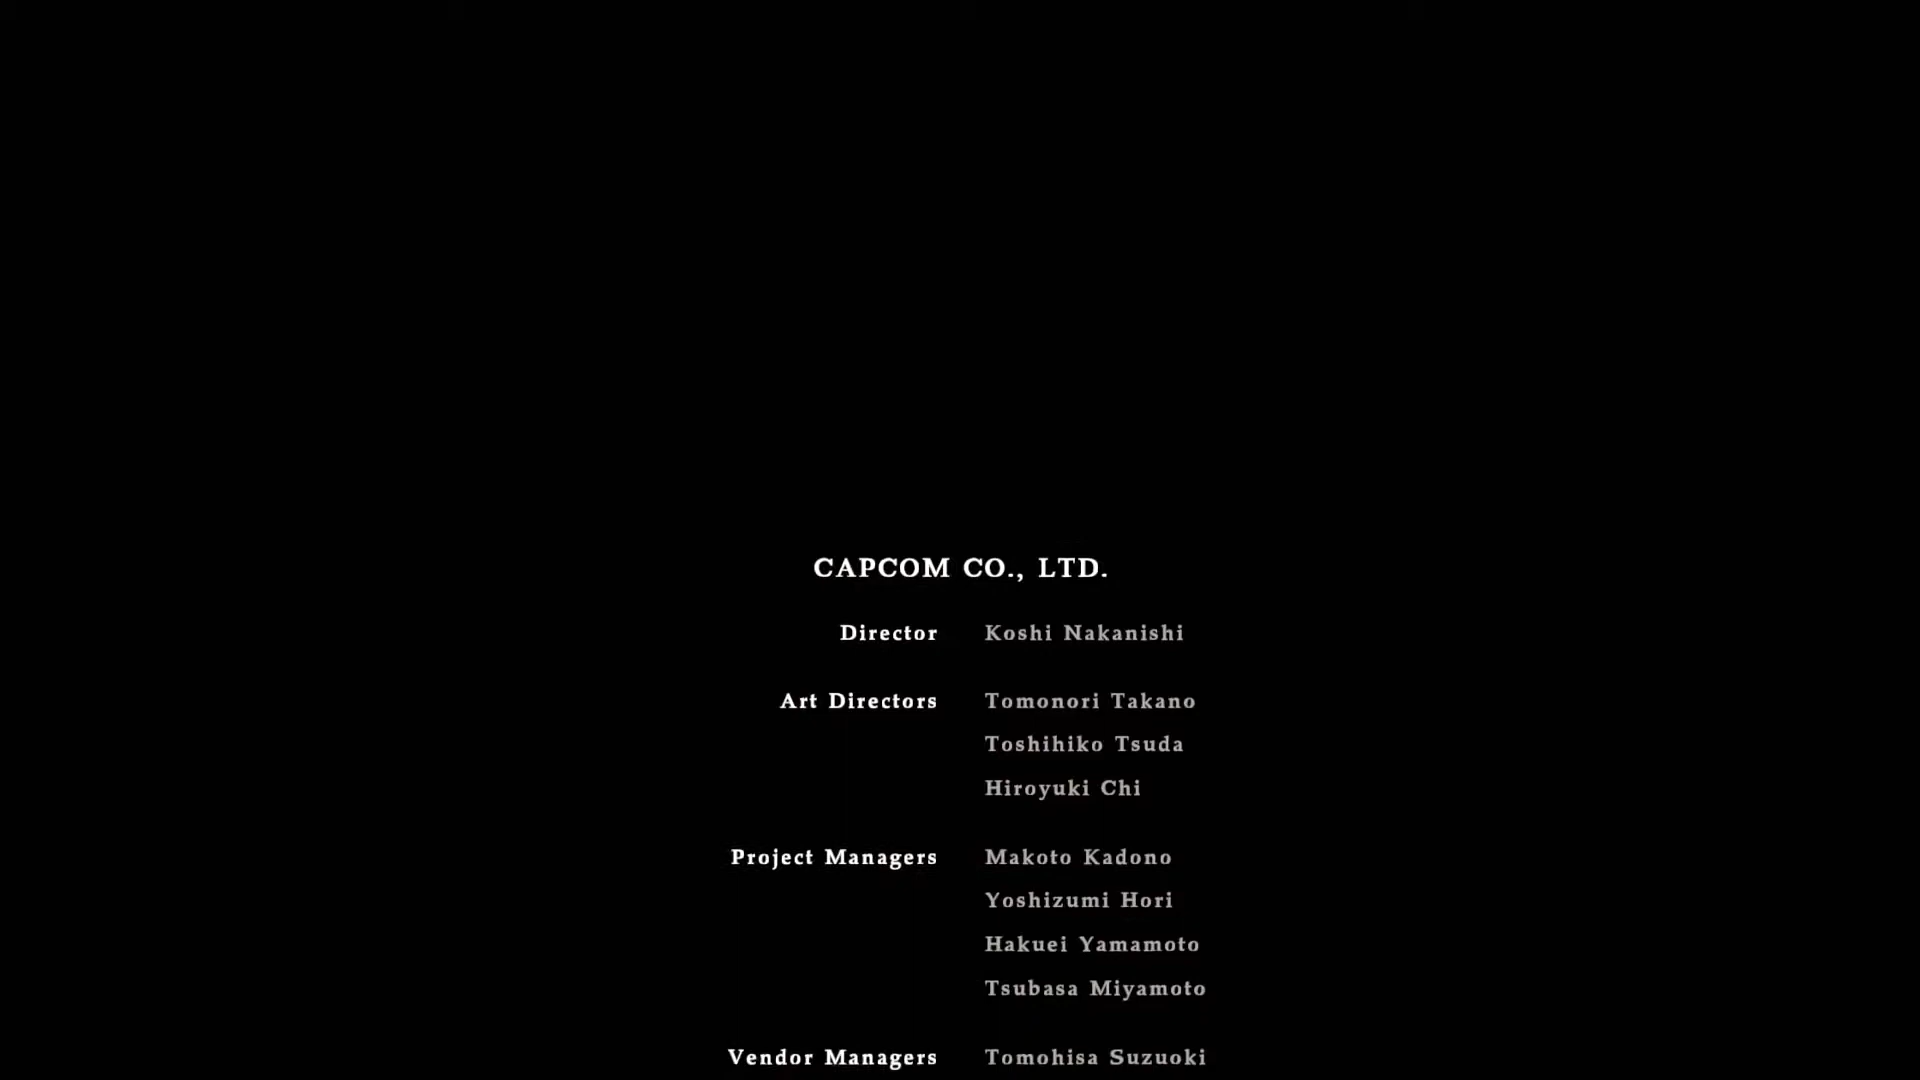 CAPCOM CO., LTD.
Director Koshi Nakanishi
Art Directors Tomonori Takano
Toshihiko Tsuda
Hiroyuki Chi
Project Managers Makoto Kadono
Yoshizumi Hori
Hakuei Yamamoto
Tsubasa Miyamoto
Vendor Managers Tomohisa Suzuoki